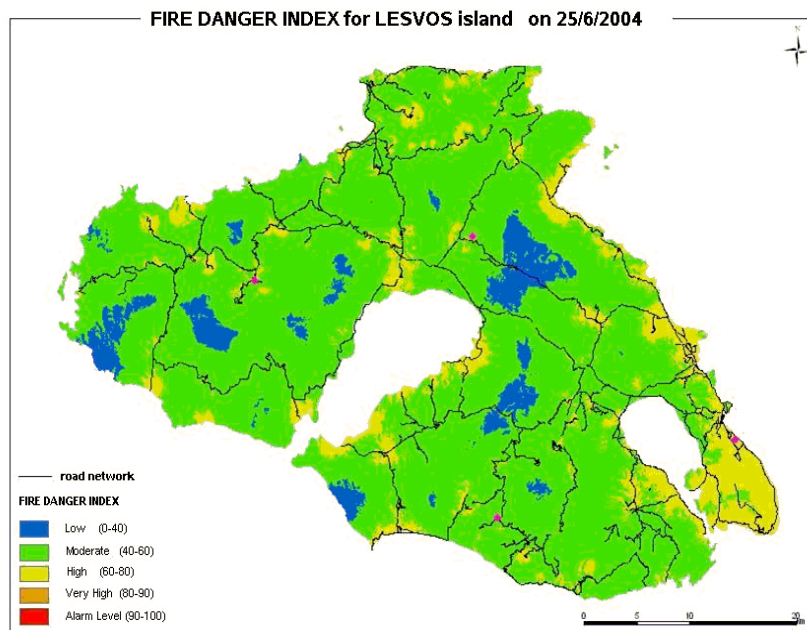 FIRE DANGER INDEX for LESVOS island on 25/6/2004
N
road network
FIRE DANGER INDEX
Low (0-40)
Moderate (40-60)
High (60-80)
Very High (80-90)
Alarm Level (90-100)
0 5 10 20